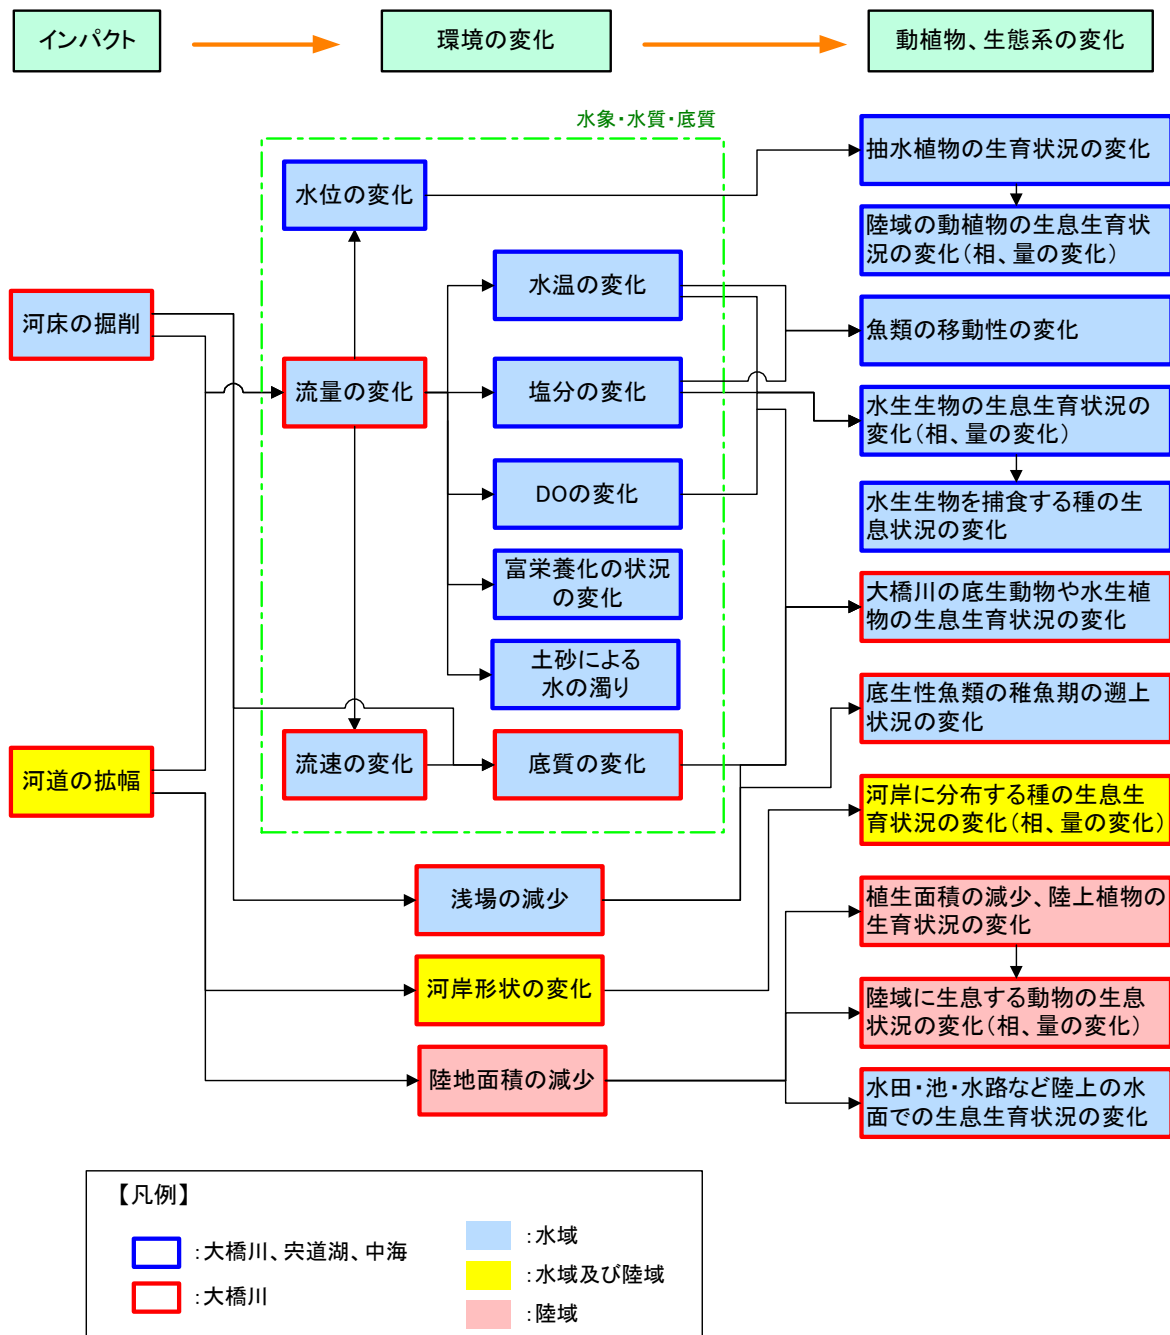 インパクト
環境の変化
動植物、生態系の変化
水象・水質・底質
水位の変化
水温の変化
河床の掘削
流量の変化
塩分の変化
DOの変化
富栄養化の状況
の変化
土砂による
水の濁り
河道の拡幅
流速の変化
底質の変化
浅場の減少
河岸形状の変化
陸地面積の減少
抽水植物の生育状況の変化
陸域の動植物の生息生育状
況の変化(相、量の変化)
魚類の移動性の変化
水生生物の生息生育状況の
変化(相、量の変化)
水生生物を捕食する種の生
息状況の変化
大橋川の底生動物や水生植
物の生息生育状況の変化
底生性魚類の稚魚期の遡上
状況の変化
河岸に分布する種の生息生
育状況の変化(相、量の変化)
植生面積の減少、陸上植物の
生育状況の変化
陸域に生息する動物の生息
状況の変化(相、量の変化)
水田・池・水路など陸上の水
面での生息生育状況の変化
【凡例】
:大橋川、宍道湖、中海
:大橋川
:水域
:水域及び陸域
:陸域